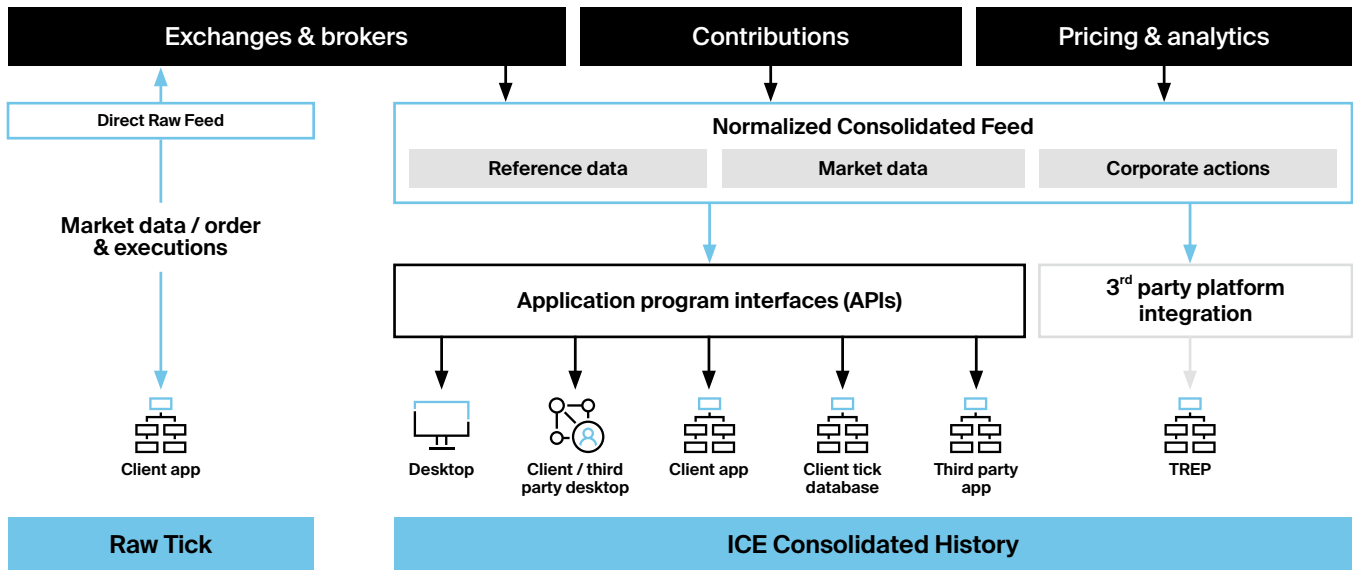 Exchanges & brokers
Contributions
Pricing & analytics
Direct Raw Feed
Normalized Consolidated Feed
Reference data
Market data
Corporate actions
Market data / order
& executions
Application program interfaces (APIs)
3rd party platform
integration
Client app
Desktop
Client / third
party desktop
Client app
Client tick
database
Third party
app
TREP
Raw Tick
ICE Consolidated History